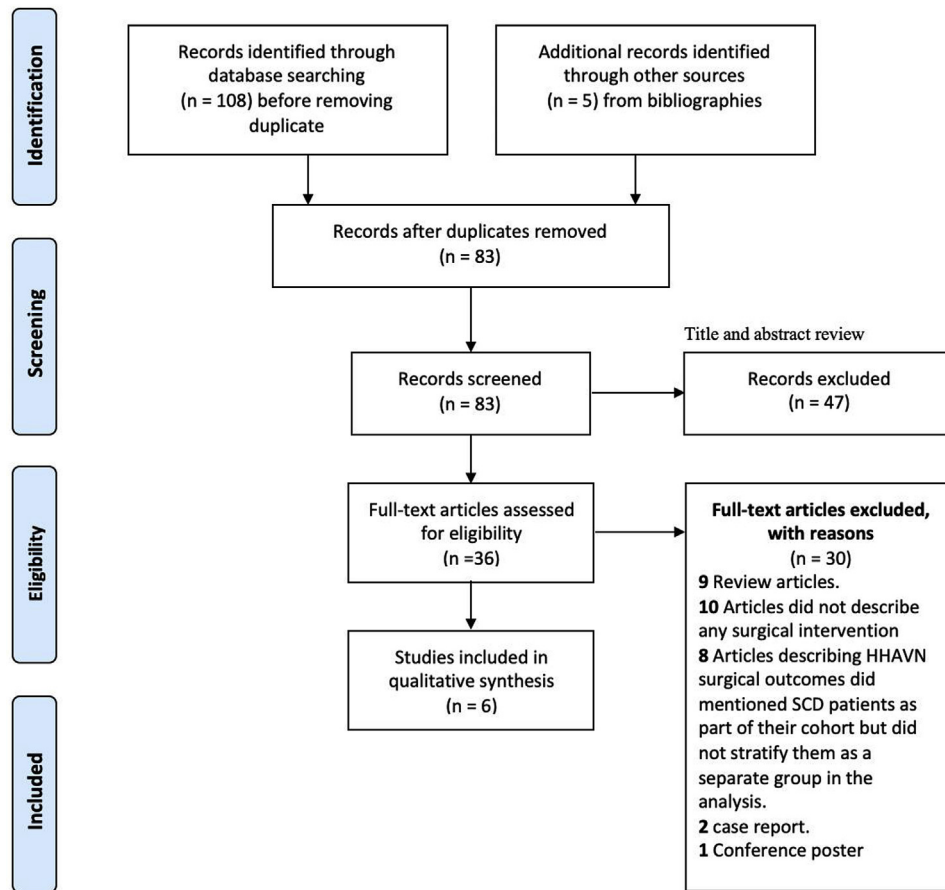 Identification
Records identified through
database searching
(n = 108) before removing
duplicate
Additional records identified
through other sources
(n = 5) from bibliographies
Records after duplicates removed
(n = 83)
Screening
Title and abstract review
Records screened
(n = 83)
Records excluded
(n = 47)
Eligibility
Full-text articles assessed
for eligibility
(n =36)
Full-text articles excluded,
with reasons
(n = 30)
9 Review articles.
10 Articles did not describe
any surgical intervention
8 Articles describing HHAVN
surgical outcomes did
mentioned SCD patients as
part of their cohort but did
not stratify them as a
separate group in the
analysis.
2 case report.
1 Conference poster
Studies included in
qualitative synthesis
(n = 6)
Included